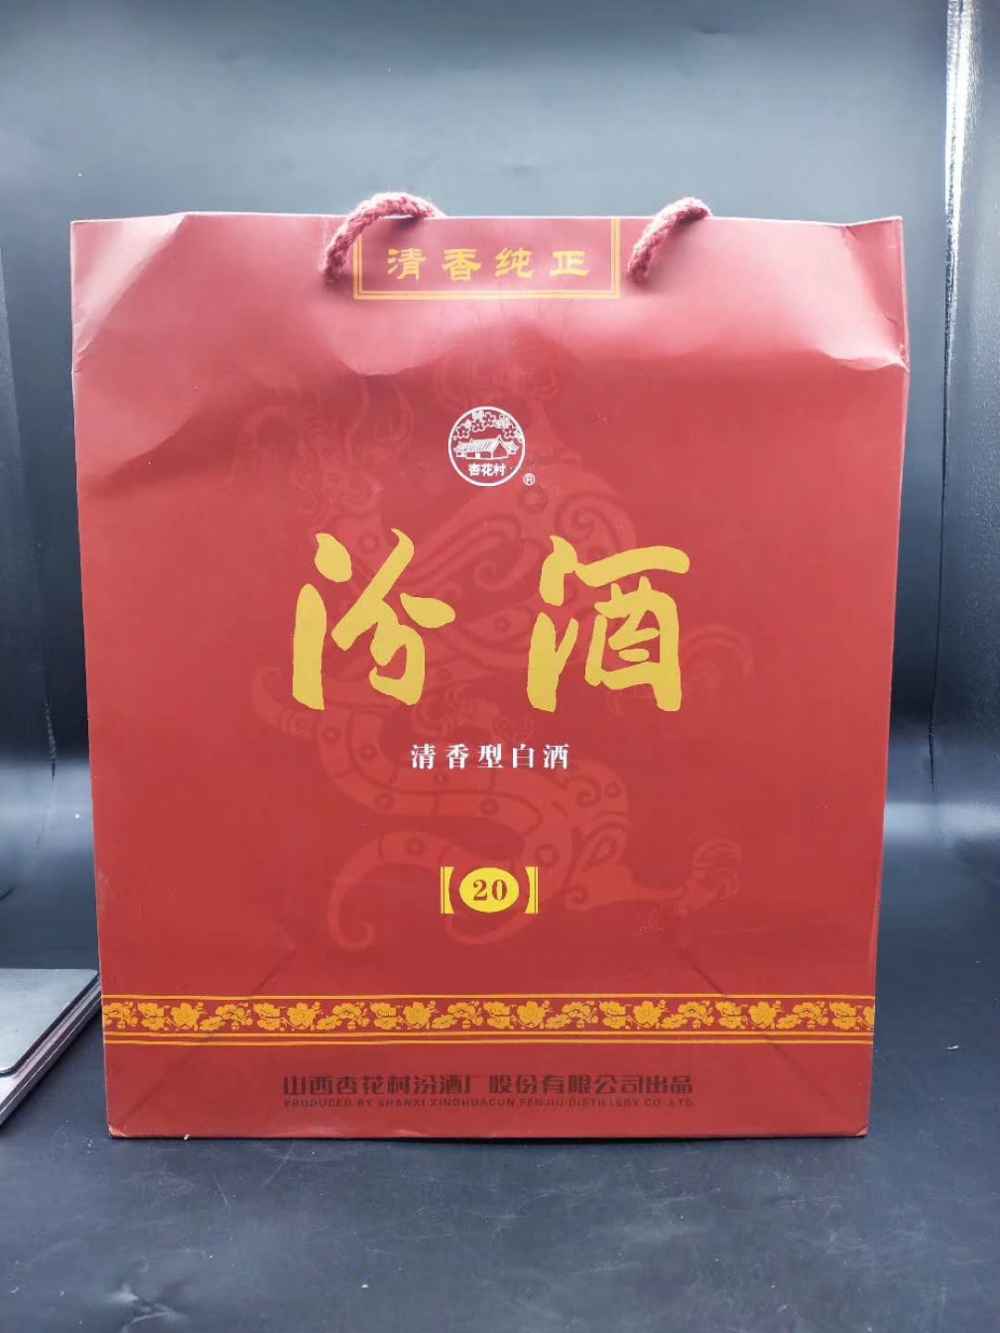 清香纯正
杏花村
®
汾酒
清香型白酒
【20】
山西杏花村汾酒厂股份有限公司出品
PRODUCED BY SHANXI XINGHUACUN FENJIU DISTILLERY CO.,LTD.